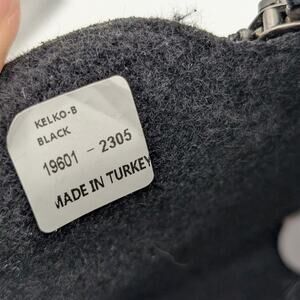 KELKO-B
BLACK
19601 - 2305
MADE IN TURKEY